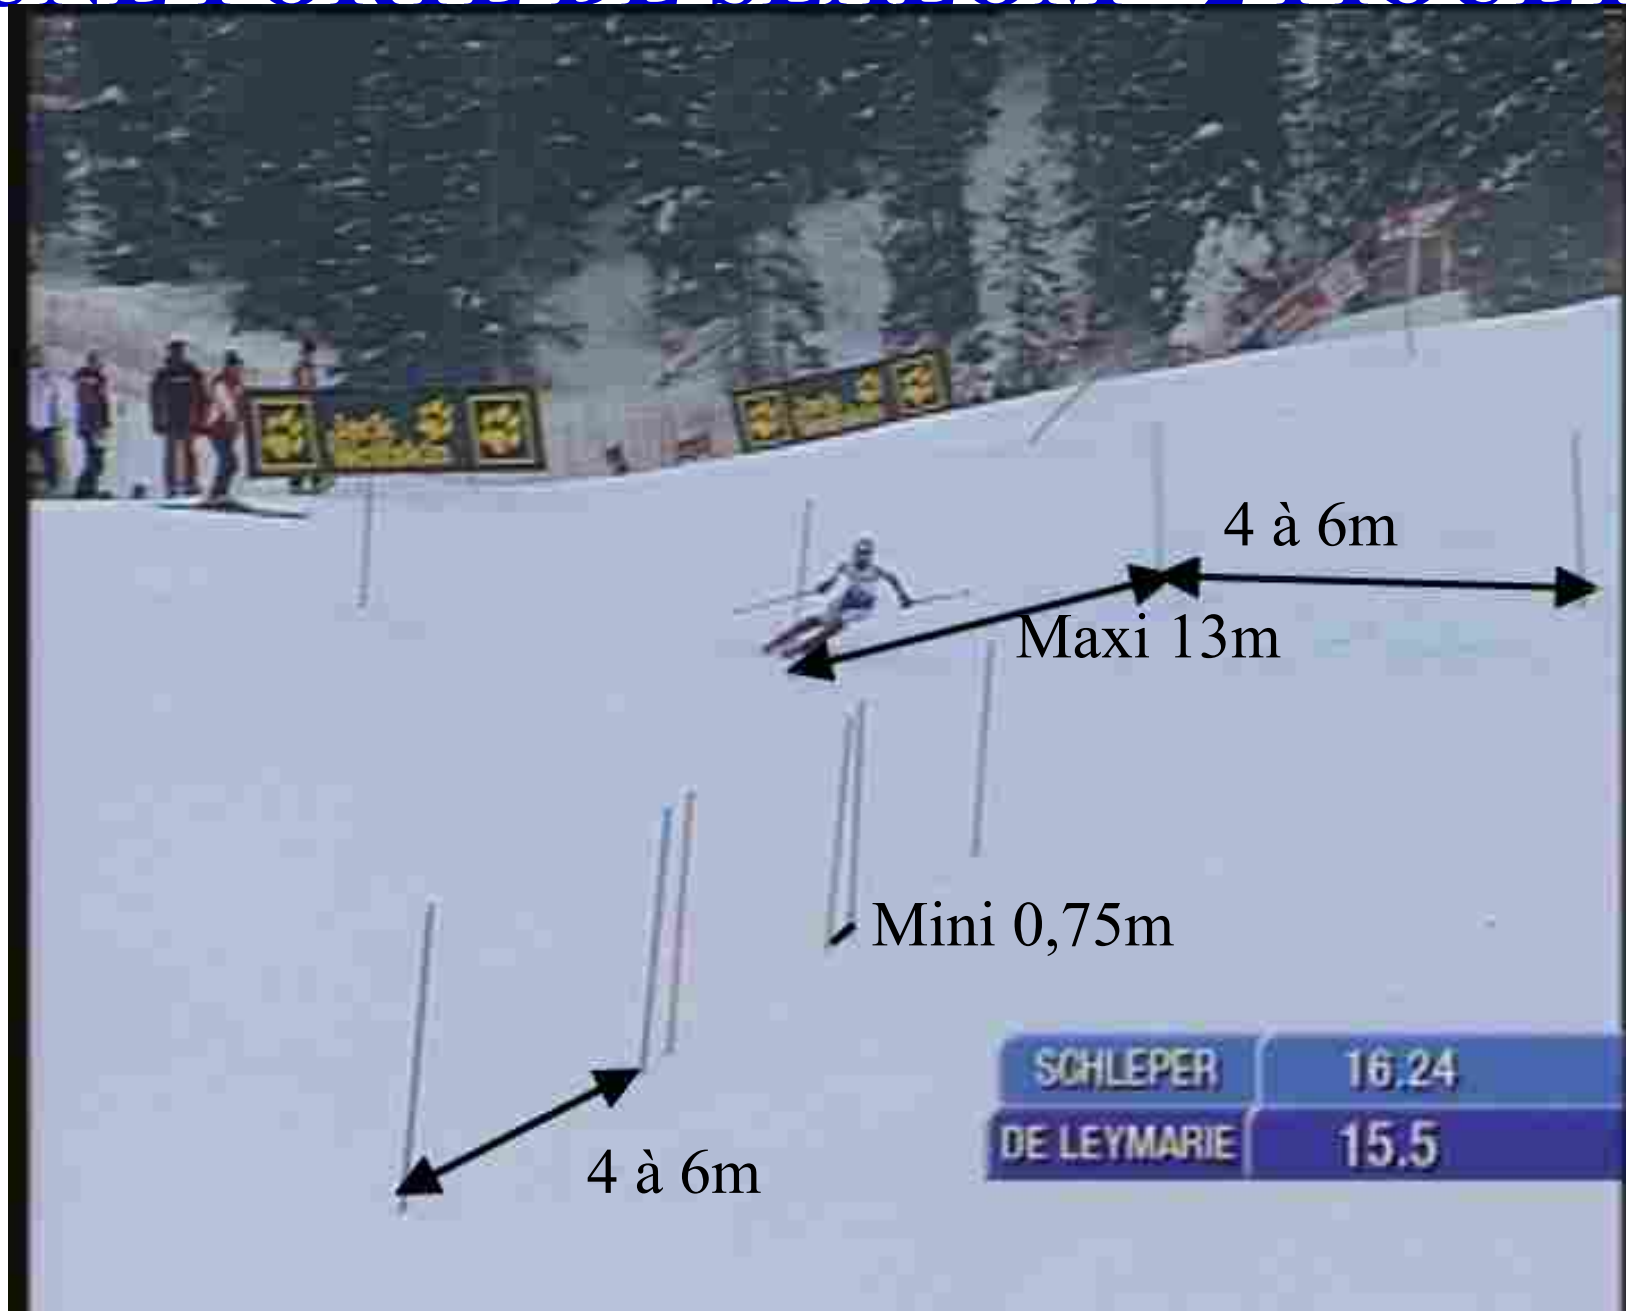 4 à 6m
Maxi 13m
Mini 0,75m
SCHLEPER 16.24
DE LEYMARIE 15.5
4 à 6m